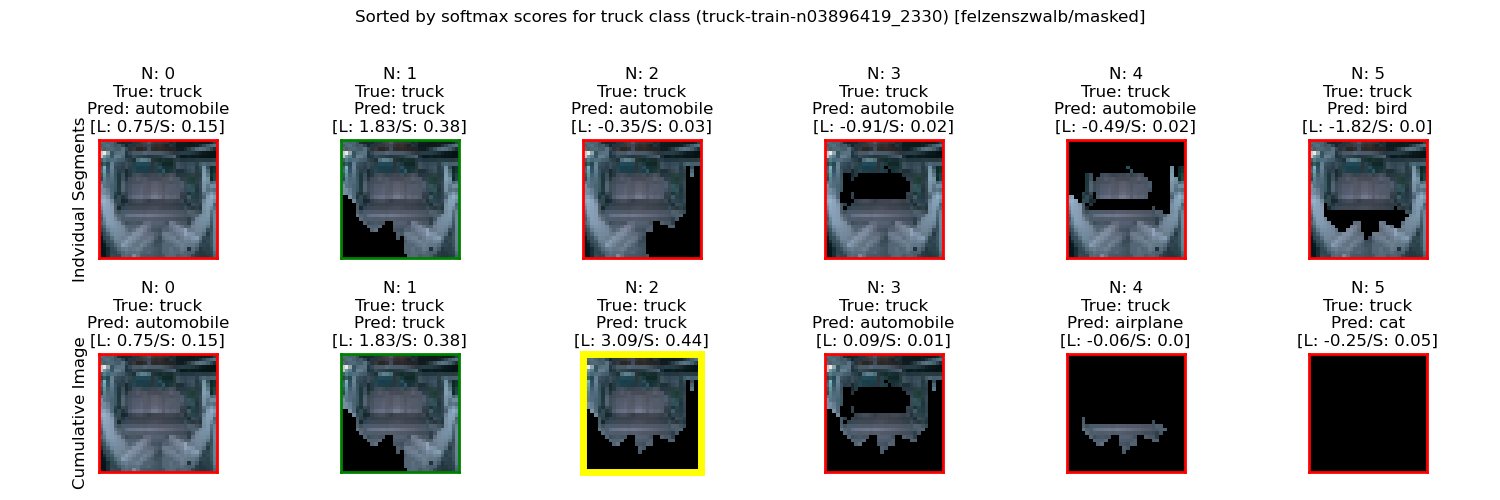 Sorted by softmax scores for truck class (truck-train-n03896419_2330) [felzenszwalb/masked]
Indvidual Segments
N: 0
True: truck
Pred: automobile
[L: 0.75/S: 0.15]
N: 1
True: truck
Pred: truck
[L: 1.83/S: 0.38]
N: 2
True: truck
Pred: automobile
[L: -0.35/S: 0.03]
N: 3
True: truck
Pred: automobile
[L: -0.91/S: 0.02]
N: 4
True: truck
Pred: automobile
[L: -0.49/S: 0.02]
N: 5
True: truck
Pred: bird
[L: -1.82/S: 0.0]
Cumulative Image
N: 0
True: truck
Pred: automobile
[L: 0.75/S: 0.15]
N: 1
True: truck
Pred: truck
[L: 1.83/S: 0.38]
N: 2
True: truck
Pred: truck
[L: 3.09/S: 0.44]
N: 3
True: truck
Pred: automobile
[L: 0.09/S: 0.01]
N: 4
True: truck
Pred: airplane
[L: -0.06/S: 0.0]
N: 5
True: truck
Pred: cat
[L: -0.25/S: 0.05]